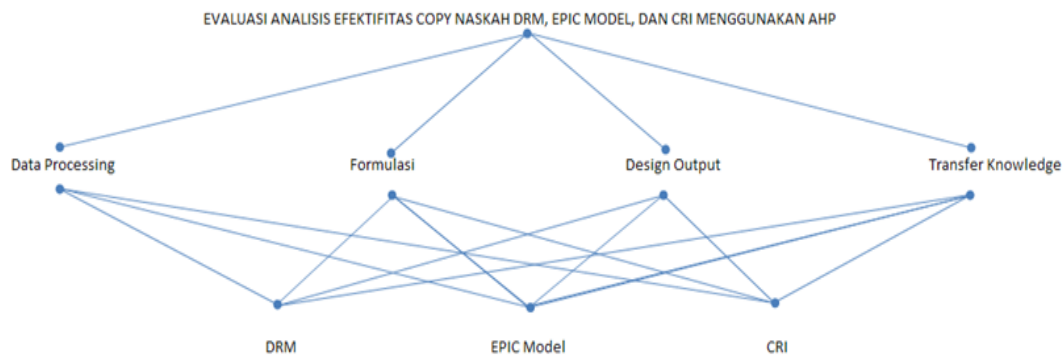 EVALUASI ANALISIS EFEKTIFITAS COPY NASKAH DRM, EPIC MODEL, DAN CRI MENGGUNAKAN AHP
Data Processing
Formulasi
Design Output
Transfer Knowledge
DRM
EPIC Model
CRI